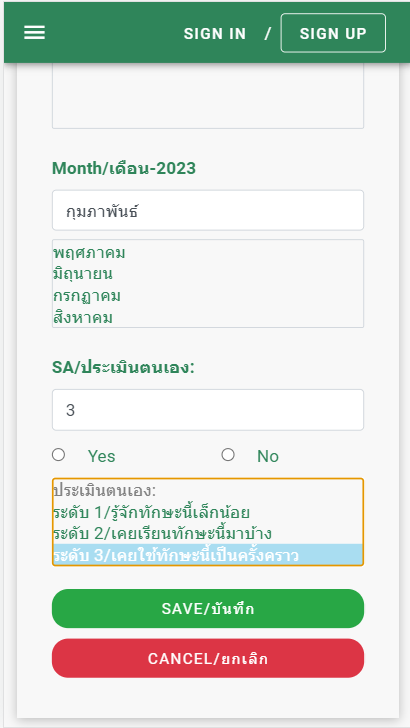 SIGN IN / SIGN UP
Month/เดือน-2023
กุมภาพันธ์
พฤศภาคม
มิถุนายน
กรกฏาคม
สิงหาคม
SA/ประเมินตนเอง:
3
Yes No
ประเมินตนเอง:
ระดับ 1/รู้จักทักษะนี้เล็กน้อย
ระดับ 2/เคยเรียนทักษะนี้มาบ้าง
ระดับ 3/เคยใช้ทักษะนี้เป็นครั้งคราว
SAVE/บันทึก
CANCEL/ยกเลิก